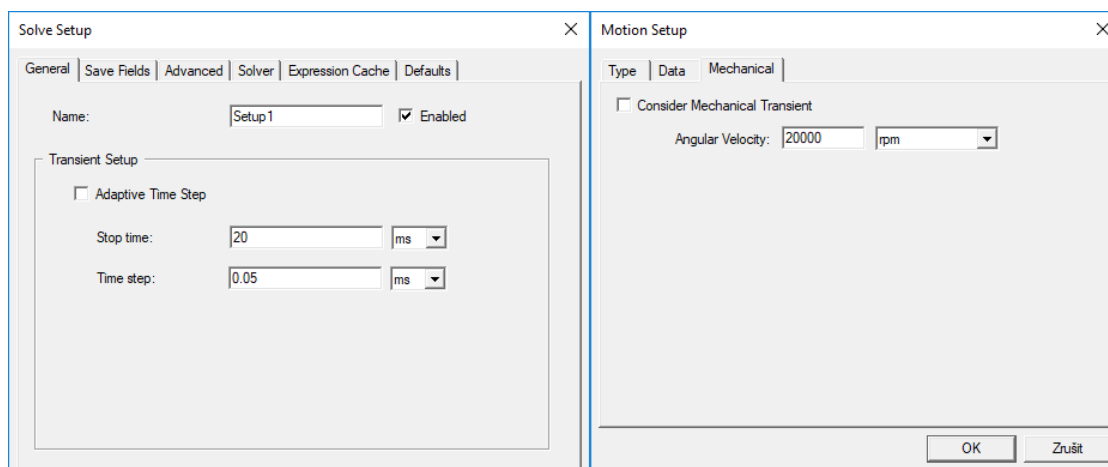 Solve Setup
General Save Fields Advanced Solver Expression Cache Defaults
Name: Setup1 Enabled
Transient Setup
Adaptive Time Step
Stop time: 20 ms
Time step: 0.05 ms
Motion Setup
Type Data Mechanical
Consider Mechanical Transient
Angular Velocity: 20000 rpm
OK Zrušit